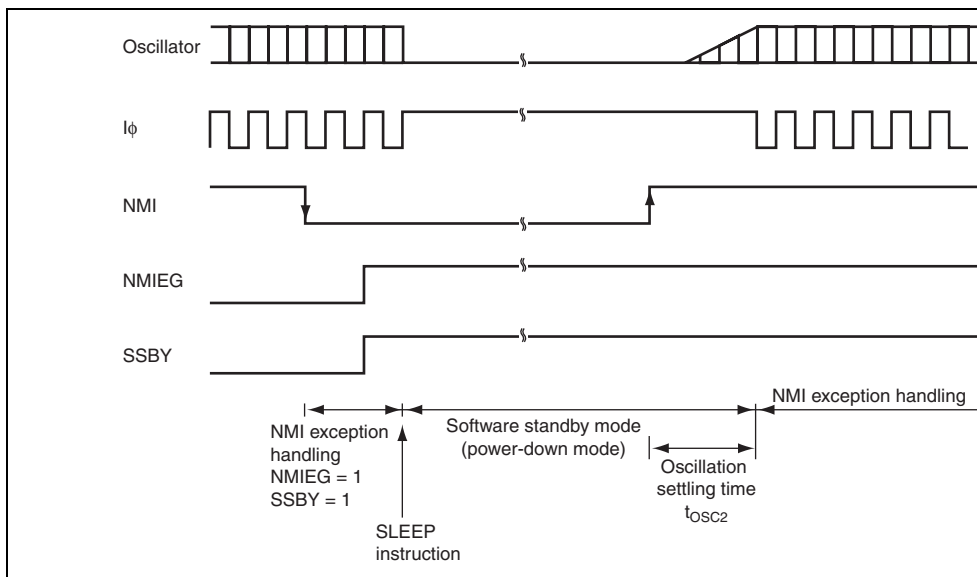 Oscillator
Iφ
NMI
NMIEG
SSBY
NMI exception
handling
NMIEG = 1
SSBY = 1
SLEEP
instruction
Software standby mode
(power-down mode)
Oscillation
settling time
tOSC2
NMI exception handling